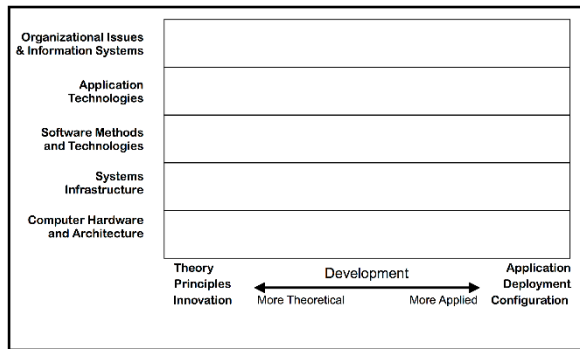 Organizational Issues
& Information Systems
Application
Technologies
Software Methods
and Technologies
Systems
Infrastructure
Computer Hardware
and Architecture
Theory
Principles
Innovation
Development
More Theoretical
More Applied
Application
Deployment
Configuration